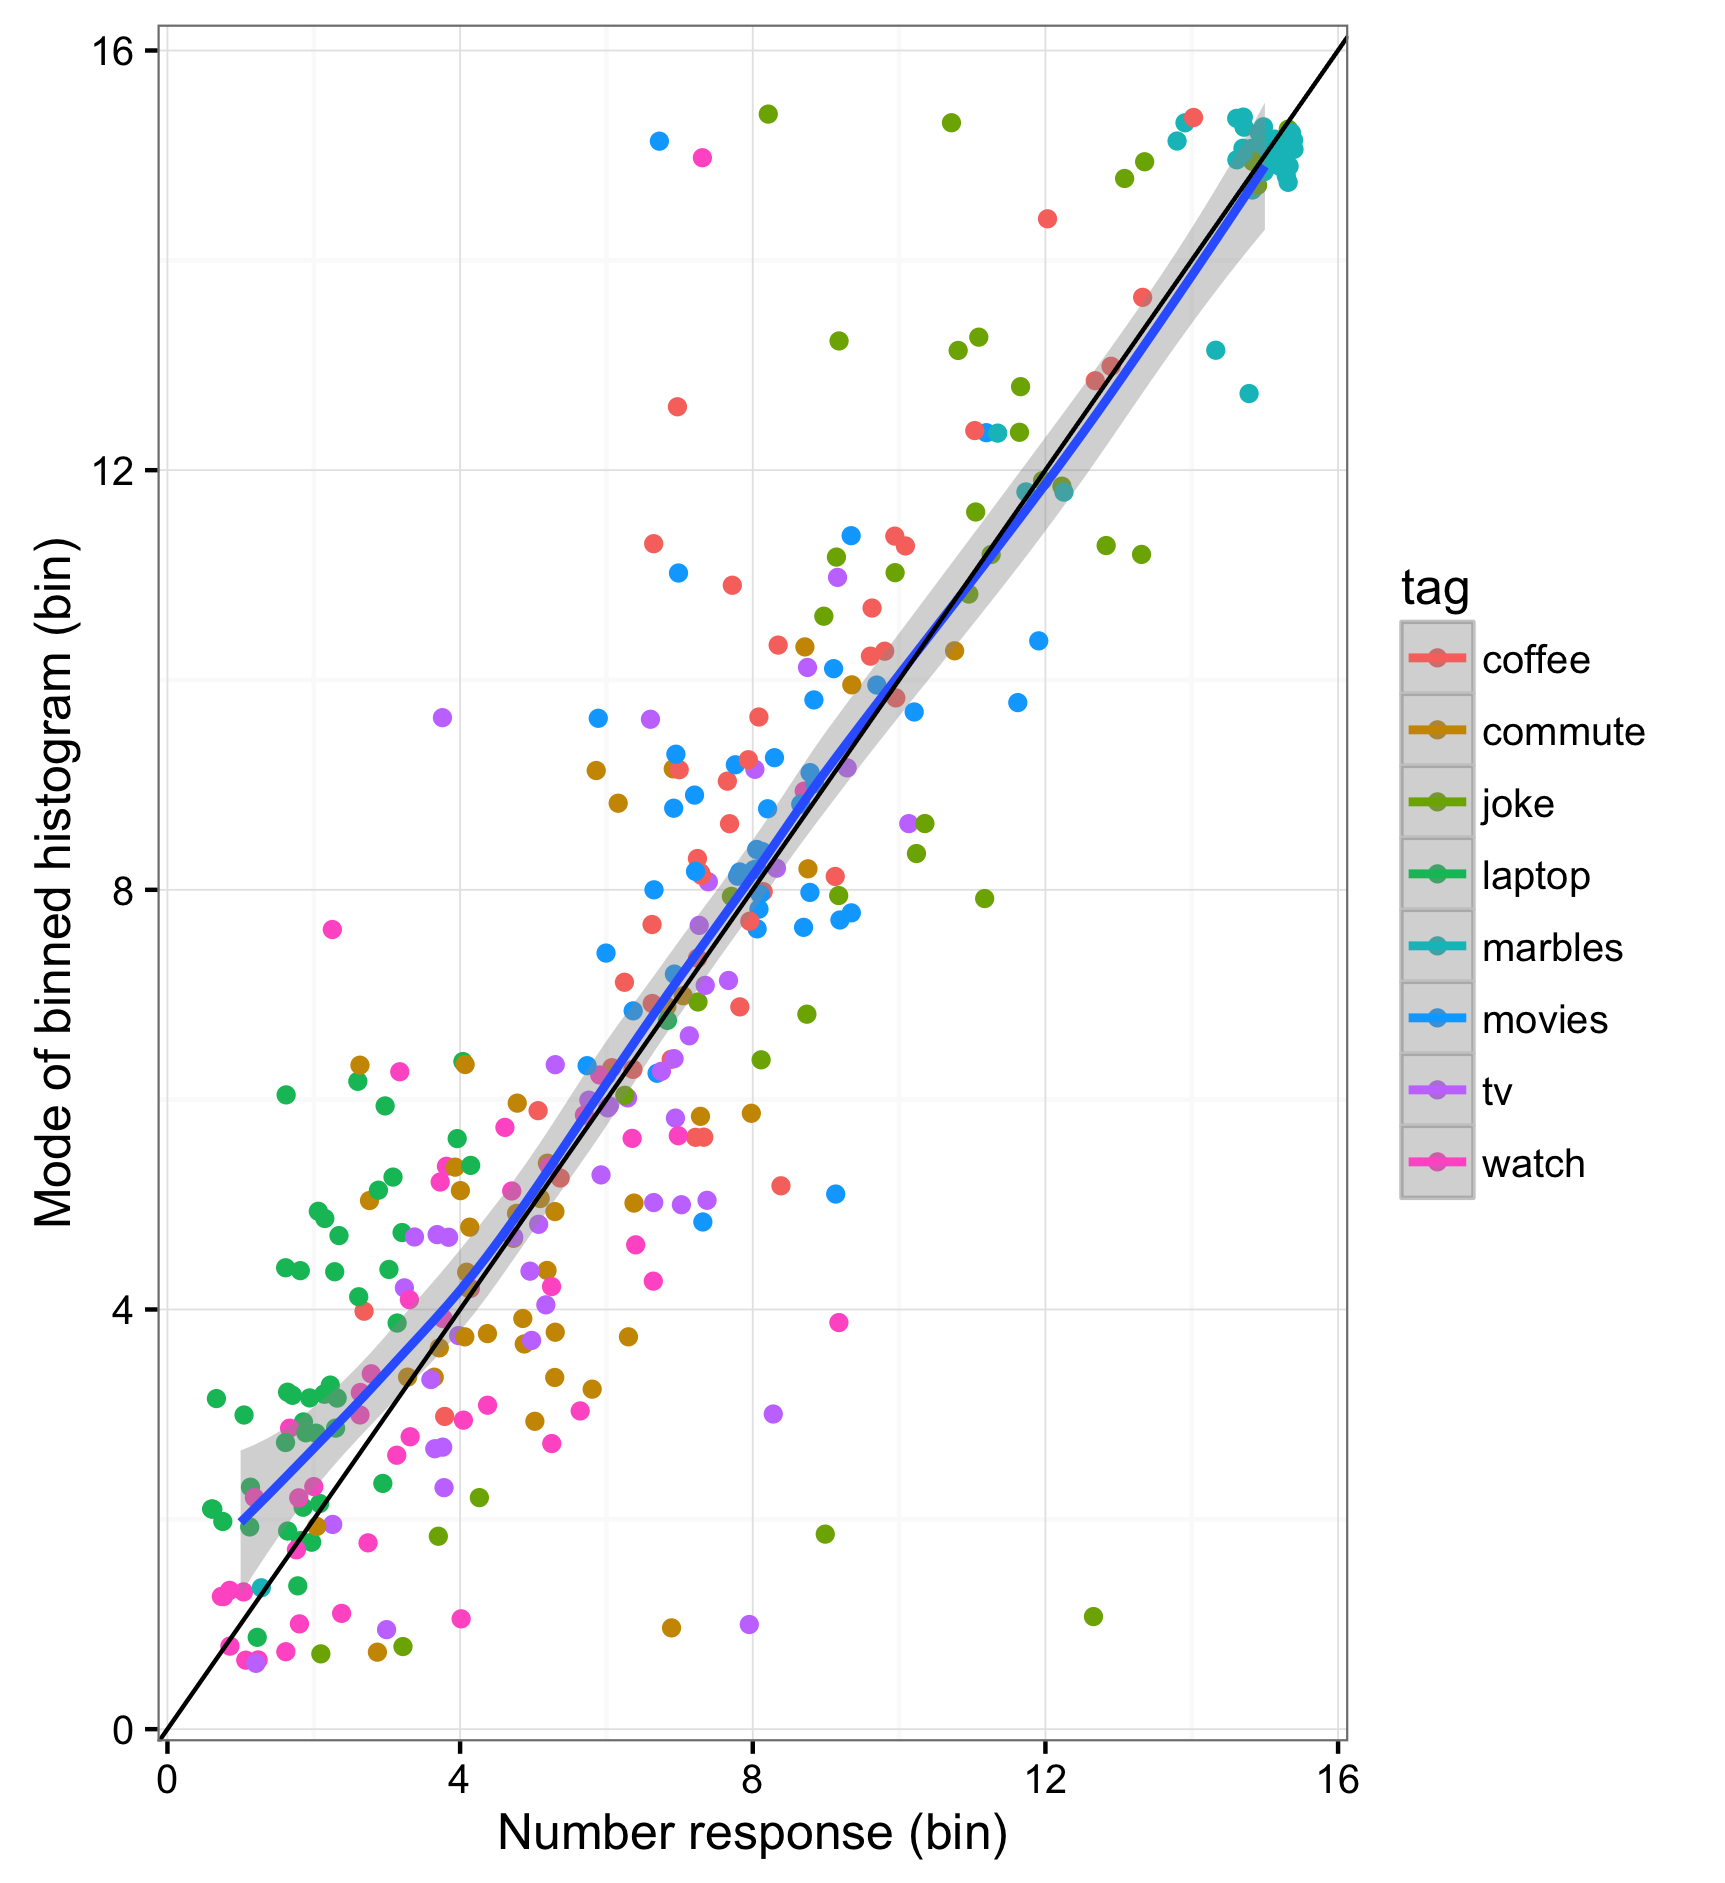 Mode of binned histogram (bin)
16
12
8
4
0
0 4 8 12 16
Number response (bin)
tag
coffee
commute
joke
laptop
marbles
movies
tv
watch